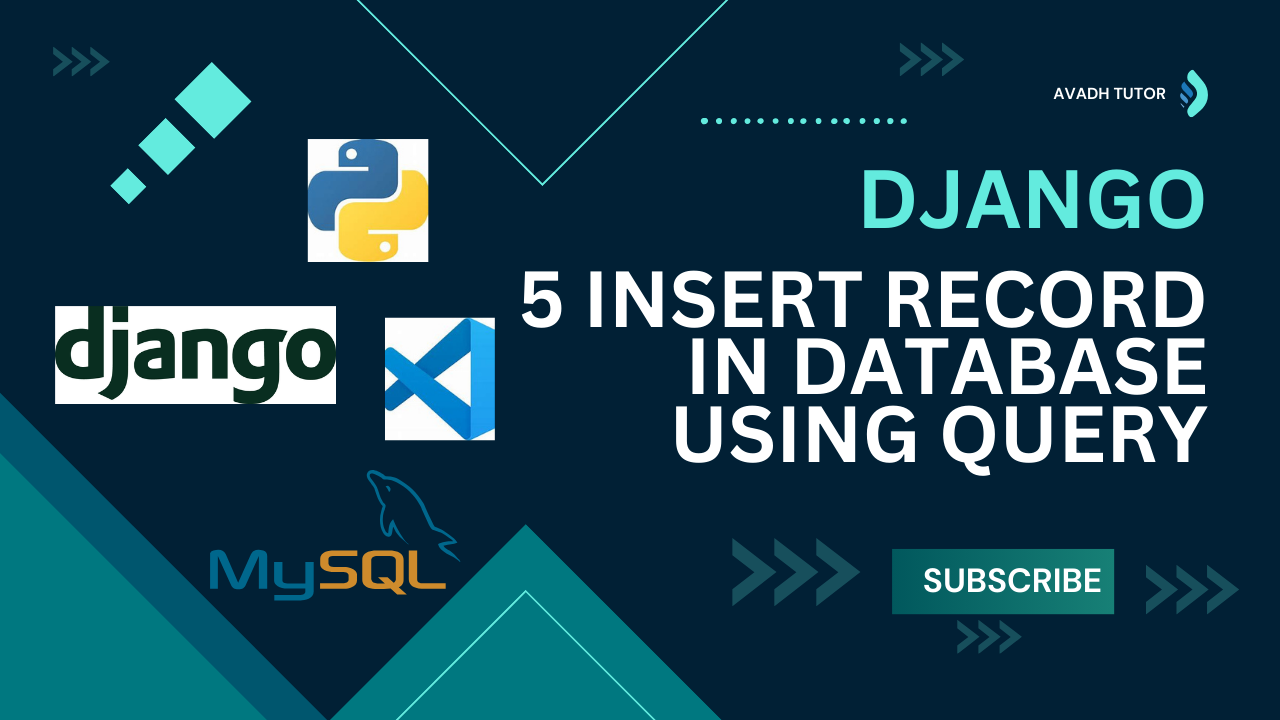 AVADH TUTOR
DJANGO
5 INSERT RECORD
IN DATABASE
USING QUERY
django
MySQL
SUBSCRIBE